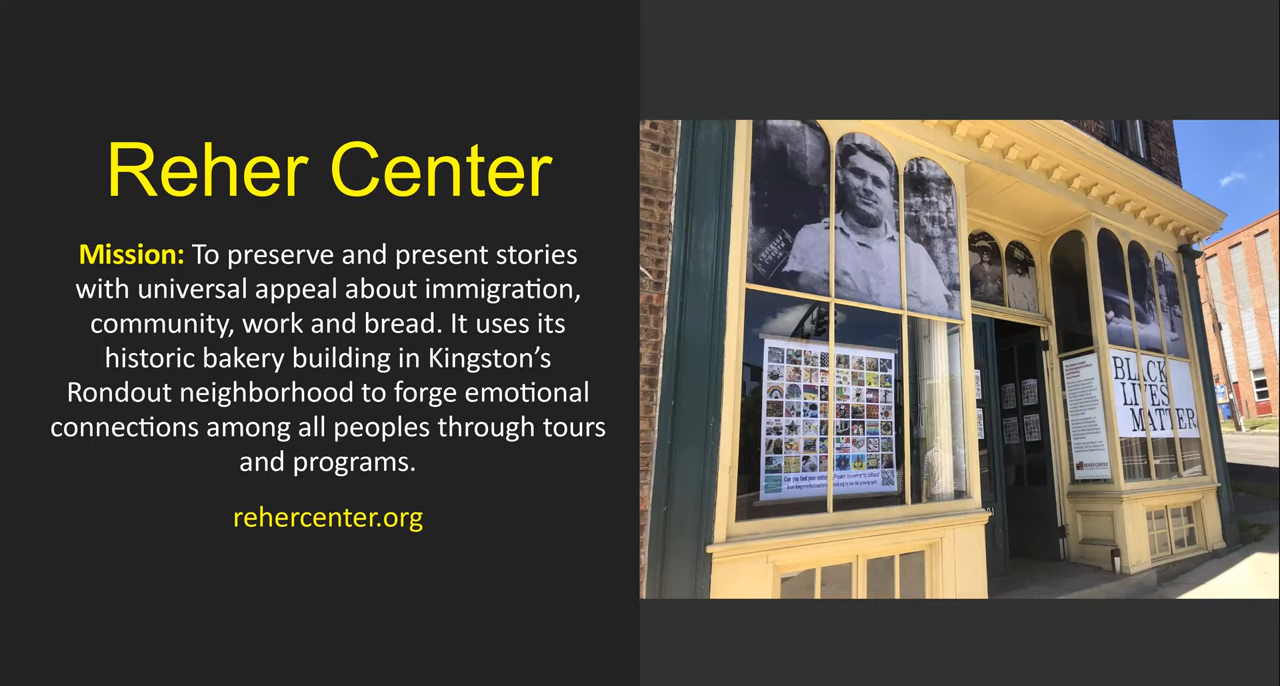 Reher Center
Mission: To preserve and present stories
with universal appeal about immigration,
community, work and bread. It uses its
historic bakery building in Kingston’s
Rondout neighborhood to forge emotional
connections among all peoples through tours
and programs.
rehercenter.org
BLACK
LIVES
MATTER
REHER CENTER